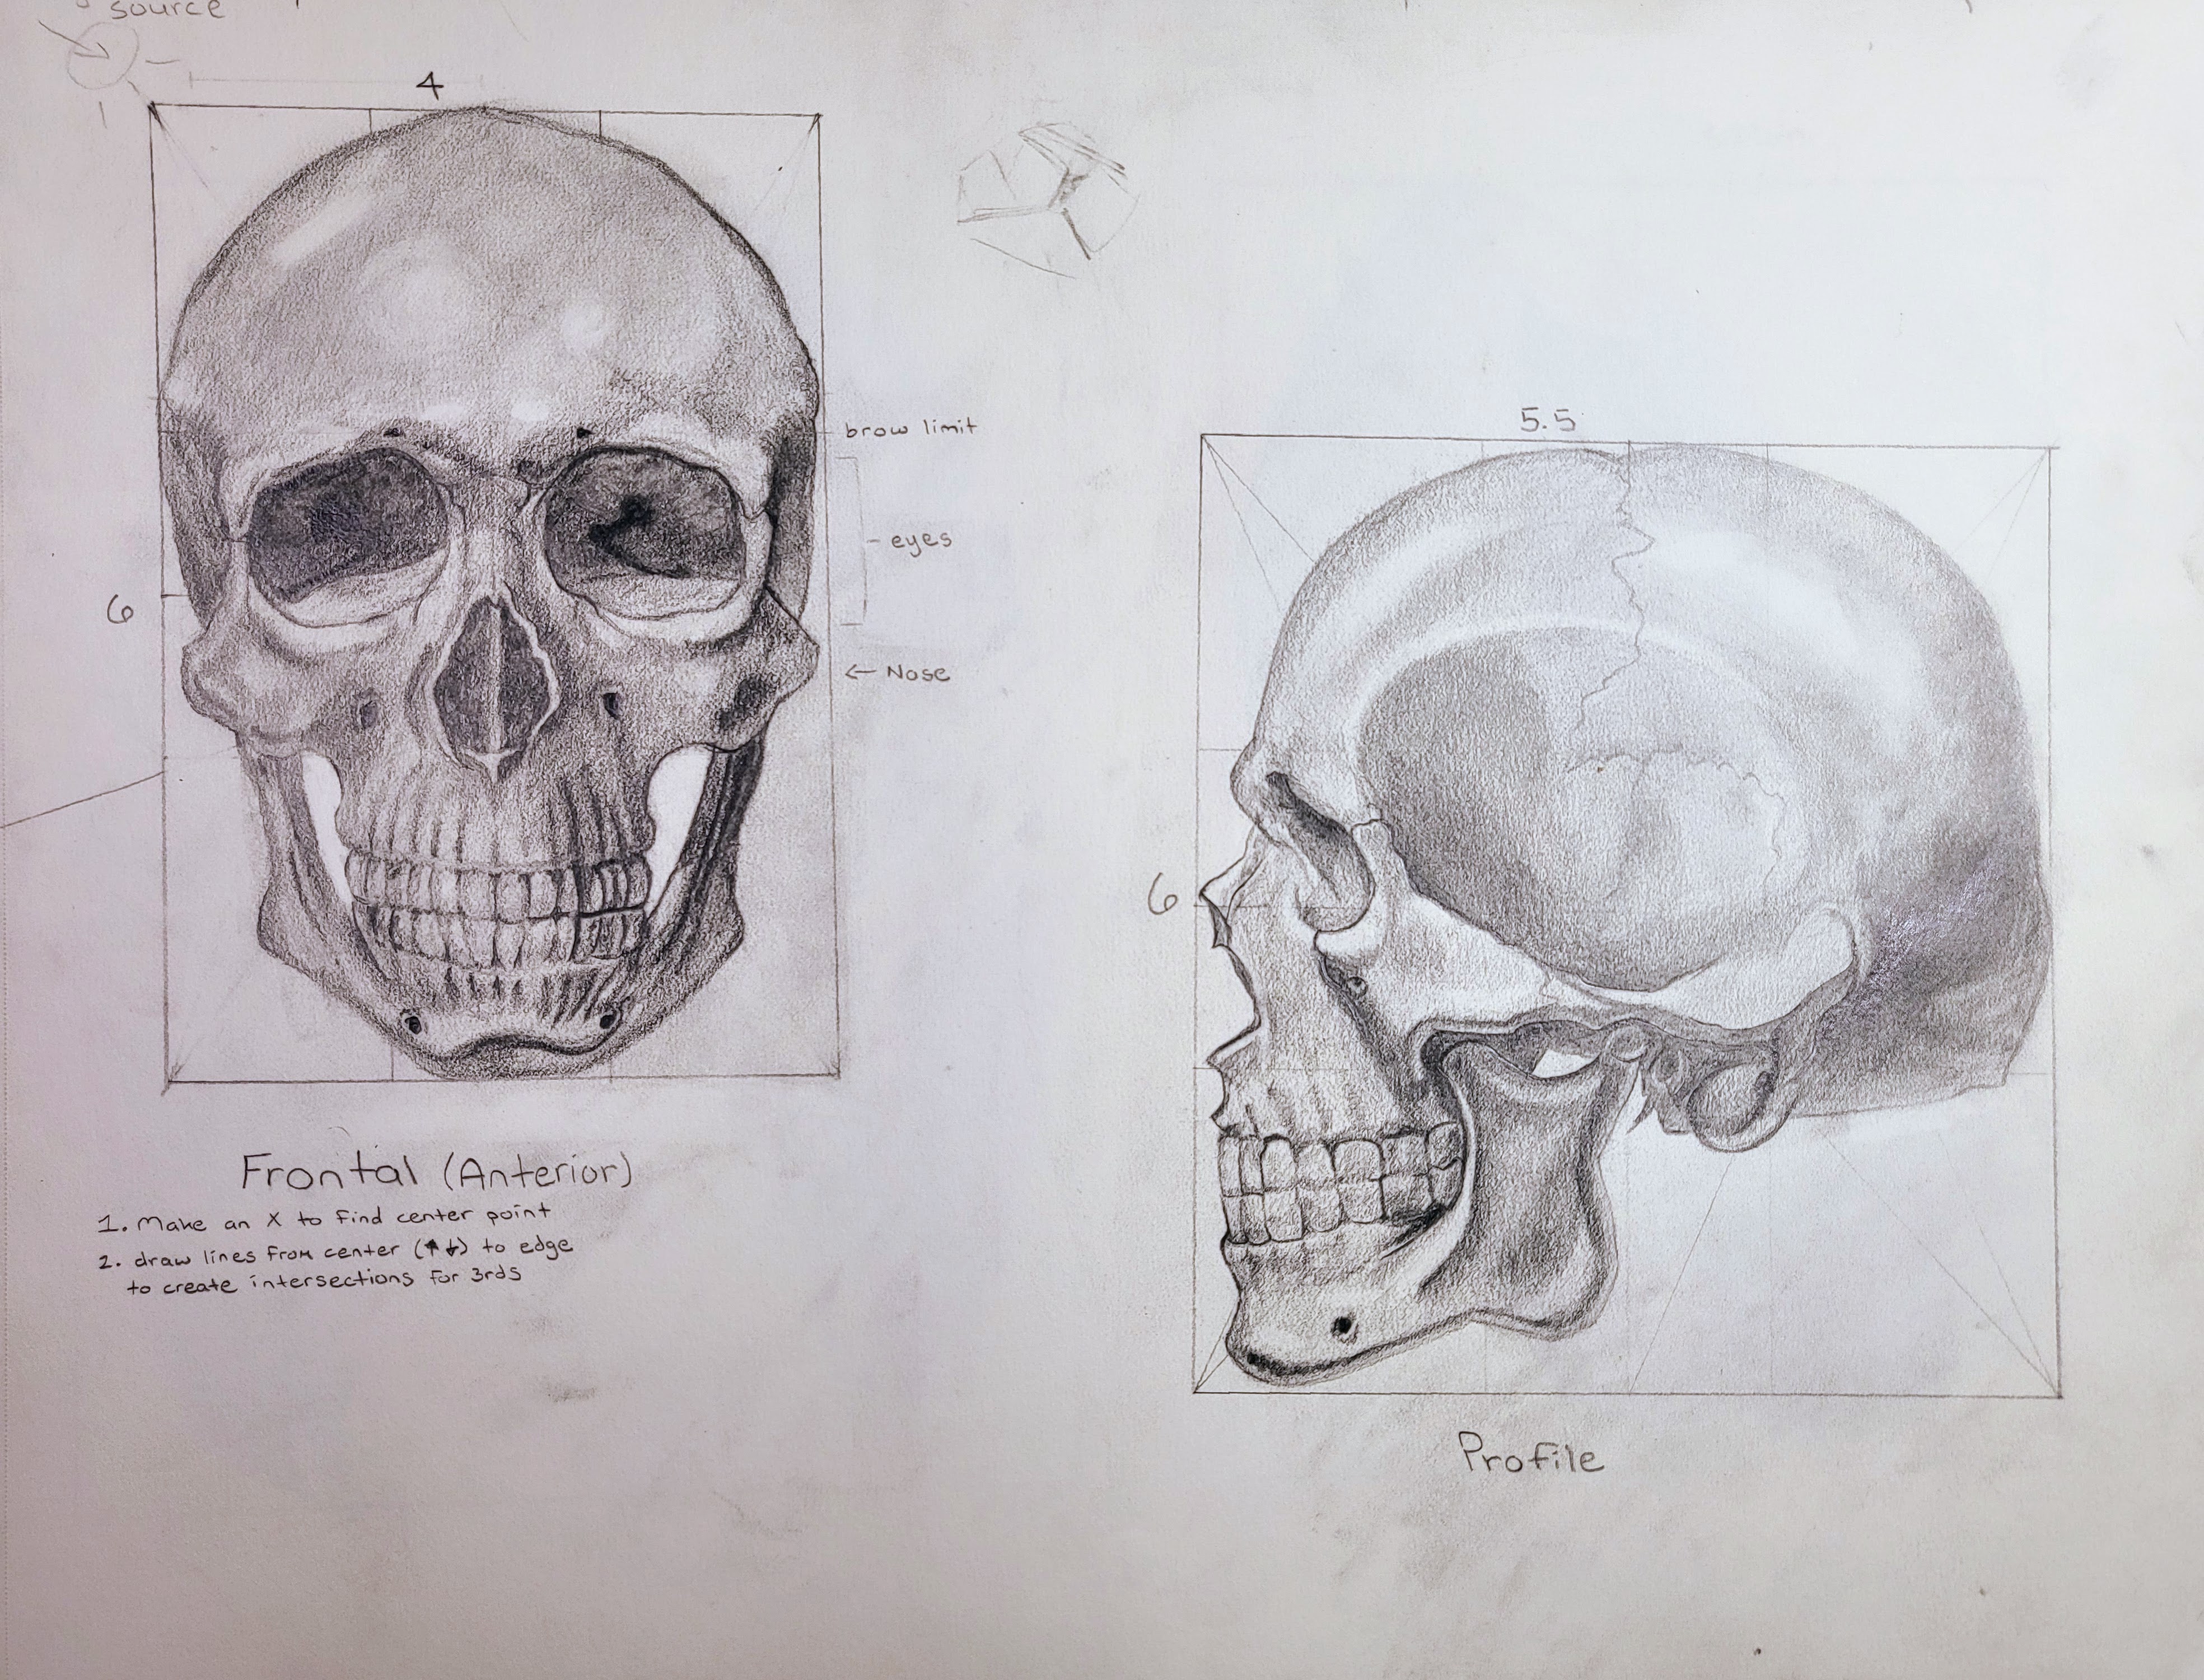 source
4
brow limit
- eyes
6
← Nose
Frontal (Anterior)
1. Make an X to find center point
2. draw lines from center (↑↓) to edge
to create intersections for 3rds
5.5
6
Profile